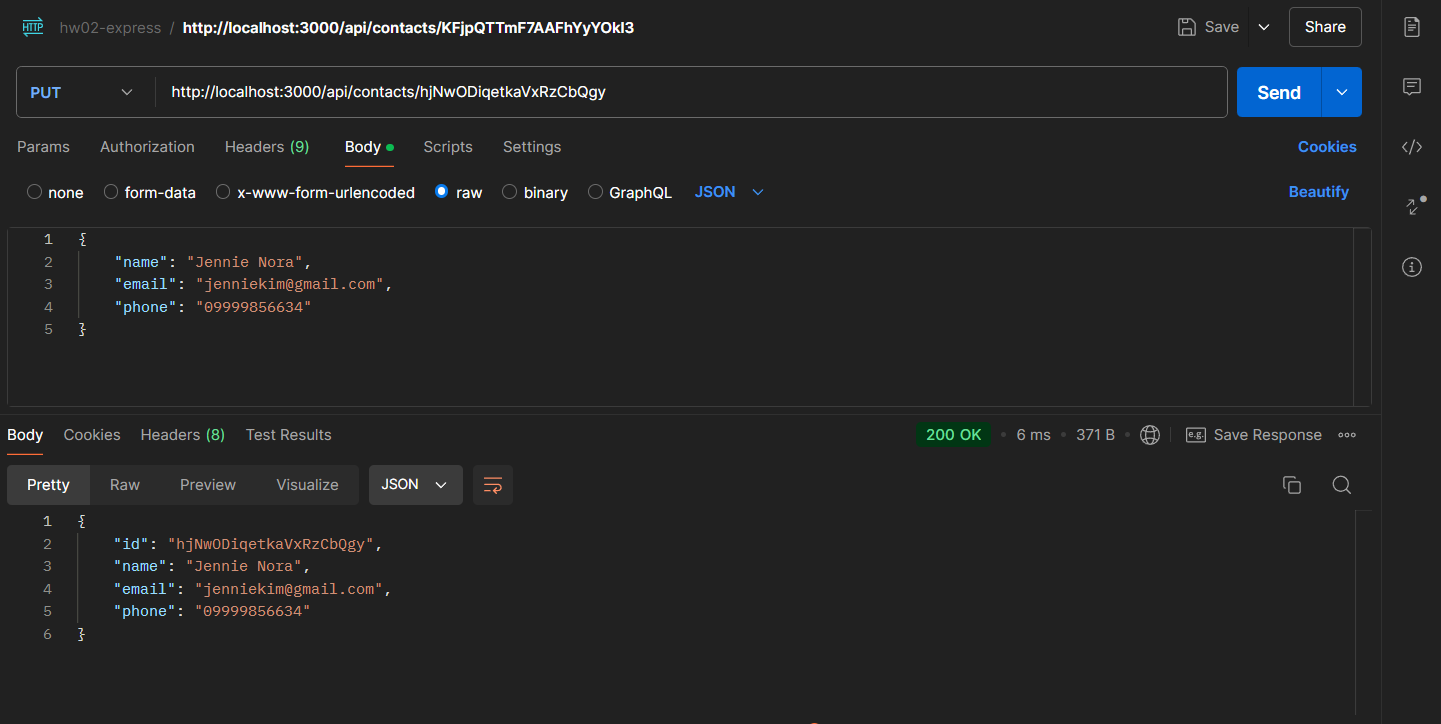 HTTP hw02-express / http://localhost:3000/api/contacts/KFjpQTTmF7AAFhYyYOkI3 Save Share
PUT http://localhost:3000/api/contacts/hjNwODiqetkaVxRzCbQgy Send
Params Authorization Headers (9) Body Scripts Settings Cookies
none form-data x-www-form-urlencoded raw binary GraphQL JSON Beautify
1 {
2 "name": "Jennie Nora",
3 "email": "jenniekim@gmail.com",
4 "phone": "09999856634"
5 }
Body Cookies Headers (8) Test Results 200 OK • 6 ms • 371 B • e.g. Save Response
Pretty Raw Preview Visualize JSON
1 {
2 "id": "hjNwODiqetkaVxRzCbQgy",
3 "name": "Jennie Nora",
4 "email": "jenniekim@gmail.com",
5 "phone": "09999856634"
6 }